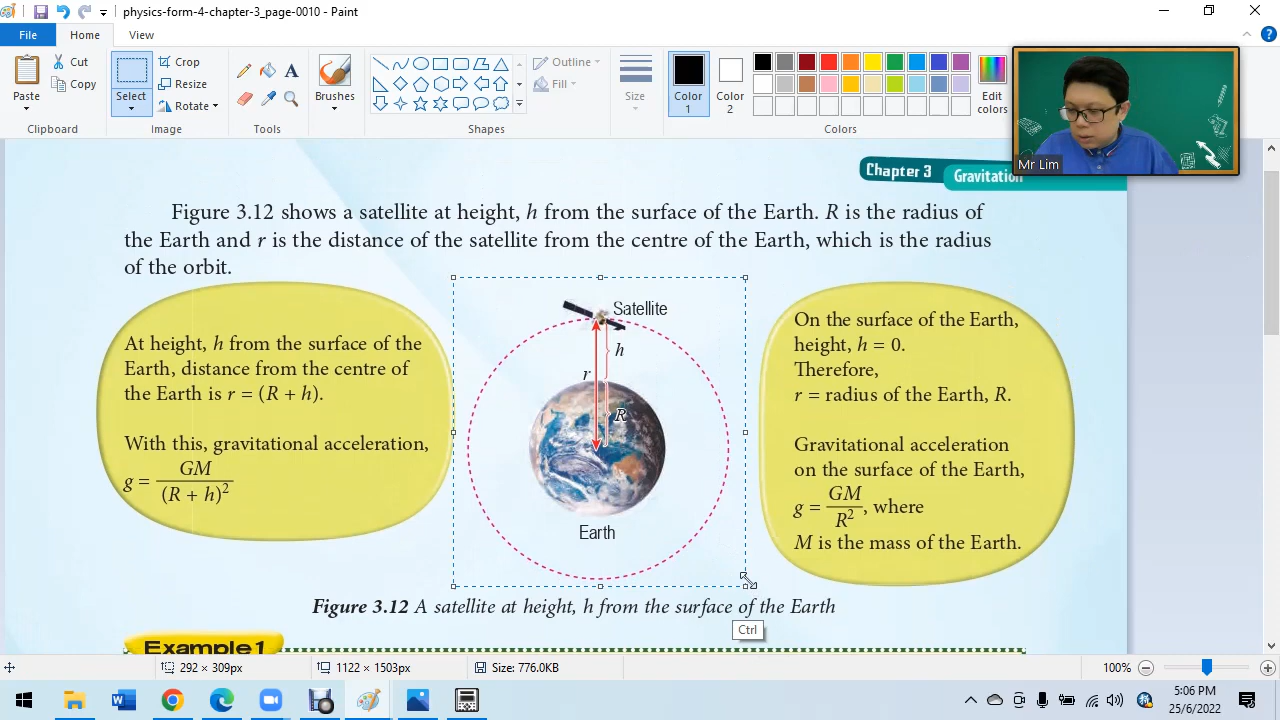 physics-form-4-chapter-3_page-0010 - Paint
File
Home
View
Paste
Cut
Copy
Clipboard
Select
Crop
Resize
Rotate
Image
A
Tools
Brushes
Shapes
Outline
Fill
Size
Color 1
Color 2
Edit colors
Colors
Mr Lim
Chapter 3
Gravitation
Figure 3.12 shows a satellite at height, h from the surface of the Earth. R is the radius of
the Earth and r is the distance of the satellite from the centre of the Earth, which is the radius
of the orbit.
At height, h from the surface of the
Earth, distance from the centre of
the Earth is r = (R + h).
With this, gravitational acceleration,
g = GM / (R + h)²
Satellite
h
r
R
Earth
On the surface of the Earth,
height, h = 0.
Therefore,
r = radius of the Earth, R.
Gravitational acceleration
on the surface of the Earth,
g = GM / R², where
M is the mass of the Earth.
Figure 3.12 A satellite at height, h from the surface of the Earth
Ctrl
Example 1
292 × 309px
1122 × 1503px
Size: 776.0KB
100%
5:06 PM
25/6/2022